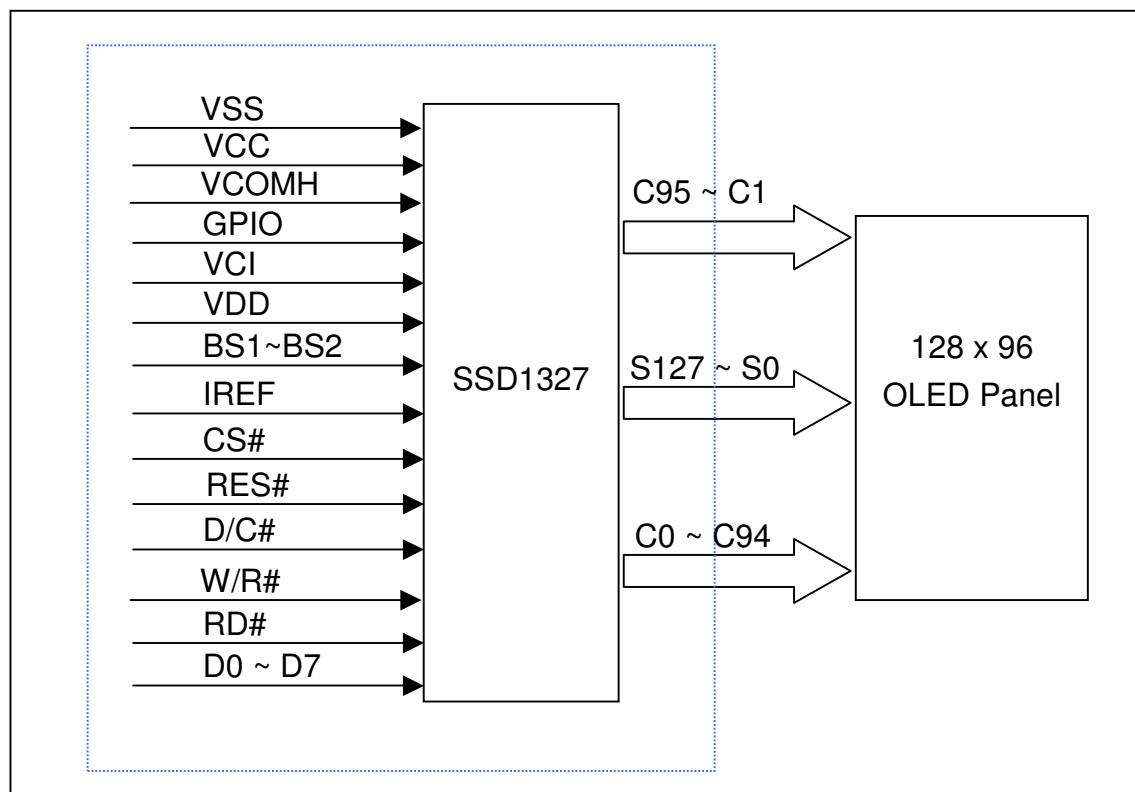 VSS
VCC
VCOMH
GPIO
VCI
VDD
BS1~BS2
IREF
CS#
RES#
D/C#
W/R#
RD#
D0 ~ D7
SSD1327
C95 ~ C1
S127 ~ S0
C0 ~ C94
128 x 96
OLED Panel